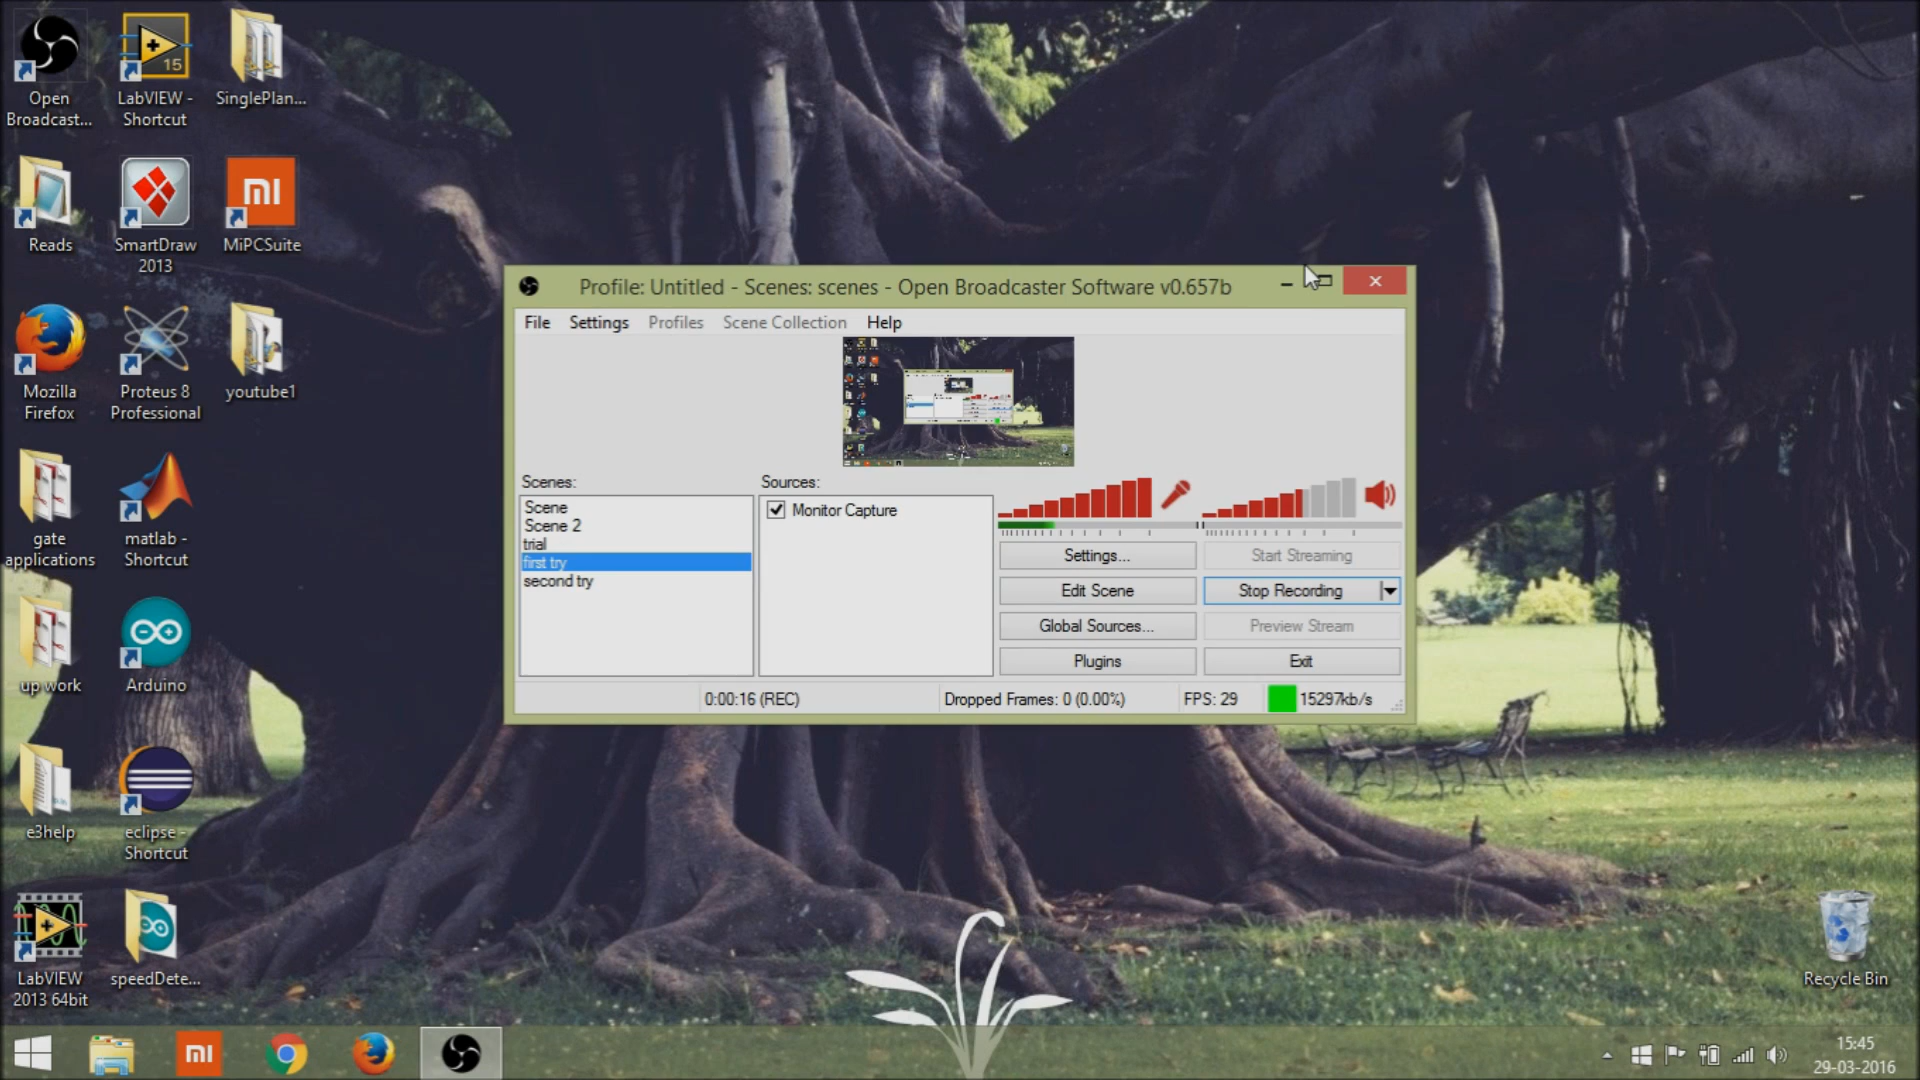 Open
Broadcast...
LabVIEW -
Shortcut
15
SinglePlan...
Reads
SmartDraw
2013
mi
MiPCSuite
Mozilla
Firefox
Proteus 8
Professional
youtube1
gate
applications
matlab -
Shortcut
up work
Arduino
e3help
eclipse -
Shortcut
LabVIEW
2013 64bit
speedDete...
Profile: Untitled - Scenes: scenes - Open Broadcaster Software v0.657b
File Settings Profiles Scene Collection Help
Scenes:
Scene
Scene 2
trial
first try
second try
Sources:
Monitor Capture
Settings...
Start Streaming
Edit Scene
Stop Recording
Global Sources...
Preview Stream
Plugins
Exit
0:00:16 (REC)
Dropped Frames: 0 (0.00%)
FPS: 29
15297kb/s
Recycle Bin
mi
15:45
29-03-2016